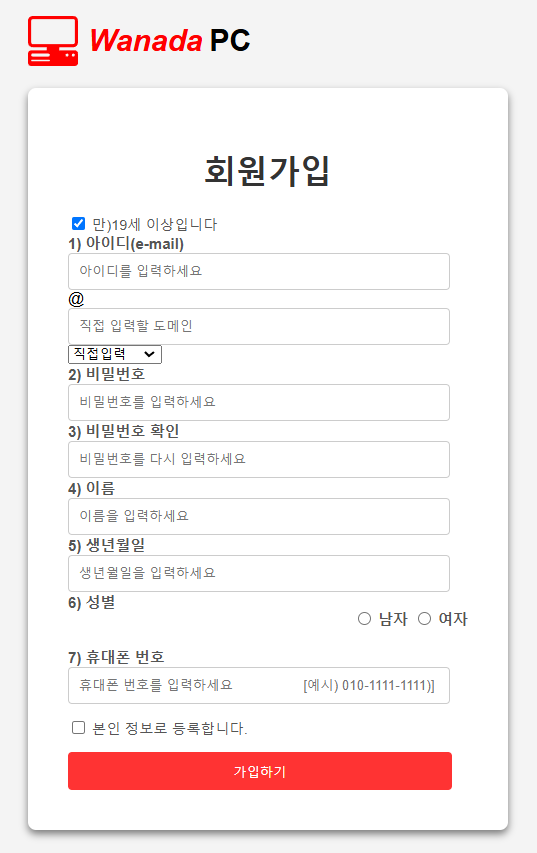 Wanada PC
회원가입
만)19세 이상입니다
1) 아이디(e-mail)
아이디를 입력하세요
@
직접 입력할 도메인
직접입력
2) 비밀번호
비밀번호를 입력하세요
3) 비밀번호 확인
비밀번호를 다시 입력하세요
4) 이름
이름을 입력하세요
5) 생년월일
생년월일을 입력하세요
6) 성별
남자 여자
7) 휴대폰 번호
휴대폰 번호를 입력하세요 [예시) 010-1111-1111)]
본인 정보로 등록합니다.
가입하기